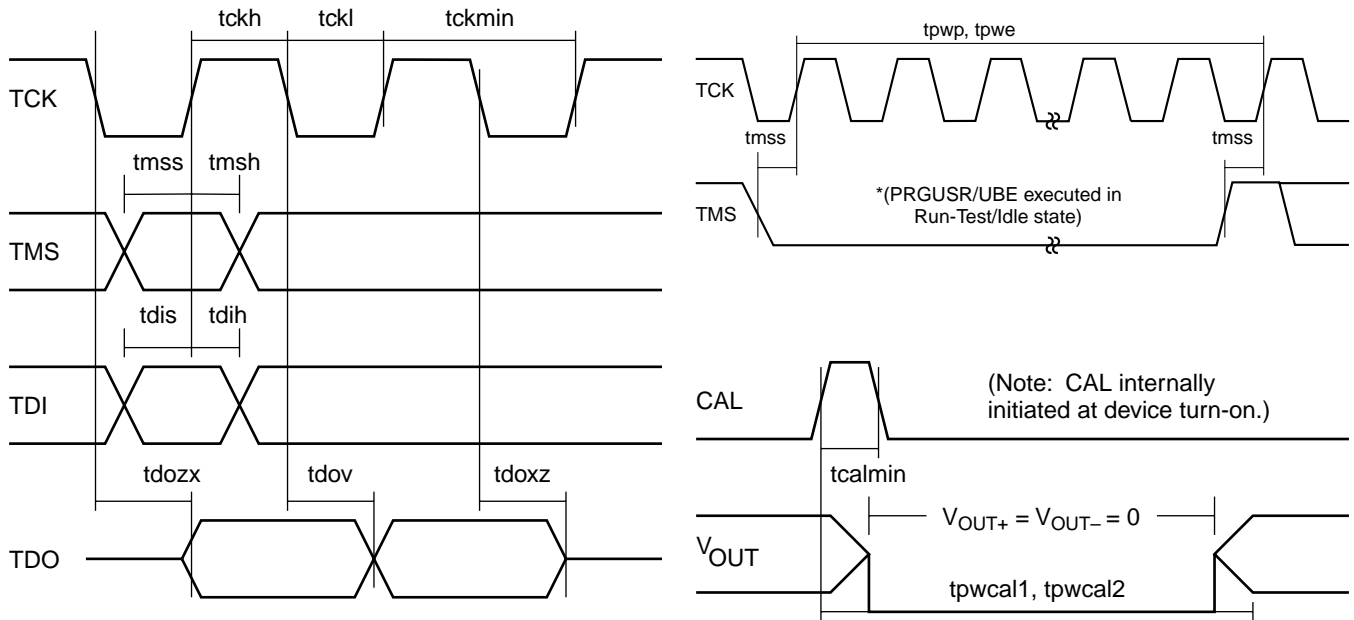 tckh tckl tckmin
TCK
tmss tmsh
TMS
tdis tdih
TDI
tdozx tdov tdoxz
TDO
tpwp, tpwe
TCK
tmss tmss
TMS
*(PRGUSR/UBE executed in
Run-Test/Idle state)
CAL
(Note: CAL internally
initiated at device turn-on.)
tcalmin
VOUT+ = VOUT– = 0
VOUT
tpwcal1, tpwcal2